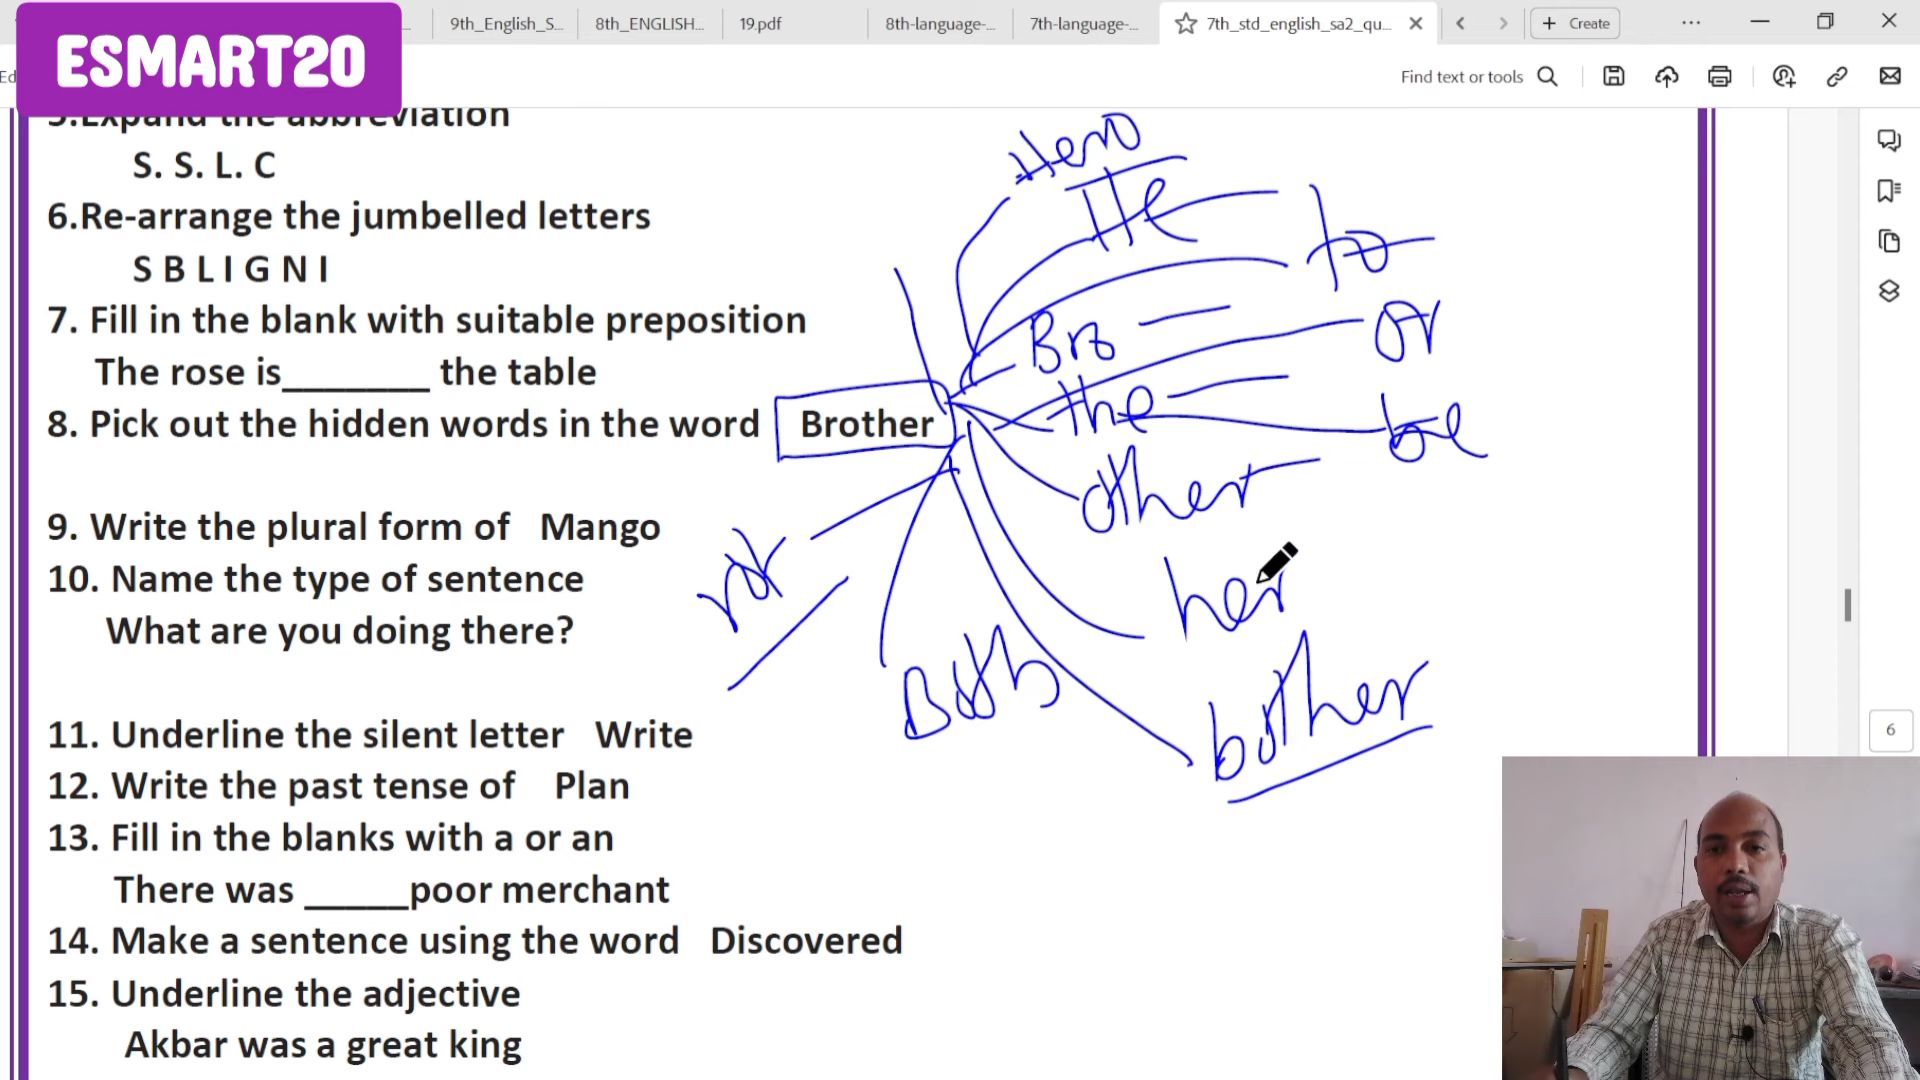 9th_English_S...
8th_ENGLISH...
19.pdf
8th-language-...
7th-language-...
7th_std_english_sa2_qu...
Create
ESMART20
Ed
Find text or tools
5.Expand the abbreviation
S. S. L. C
6.Re-arrange the jumbelled letters
S B L I G N I
7. Fill in the blank with suitable preposition
The rose is_______ the table
8. Pick out the hidden words in the word Brother
Hero
He
to
Bro
or
the
be
other
her
Both
bother
9. Write the plural form of Mango
10. Name the type of sentence
What are you doing there?
11. Underline the silent letter Write
12. Write the past tense of Plan
13. Fill in the blanks with a or an
There was _____poor merchant
14. Make a sentence using the word Discovered
15. Underline the adjective
Akbar was a great king
6